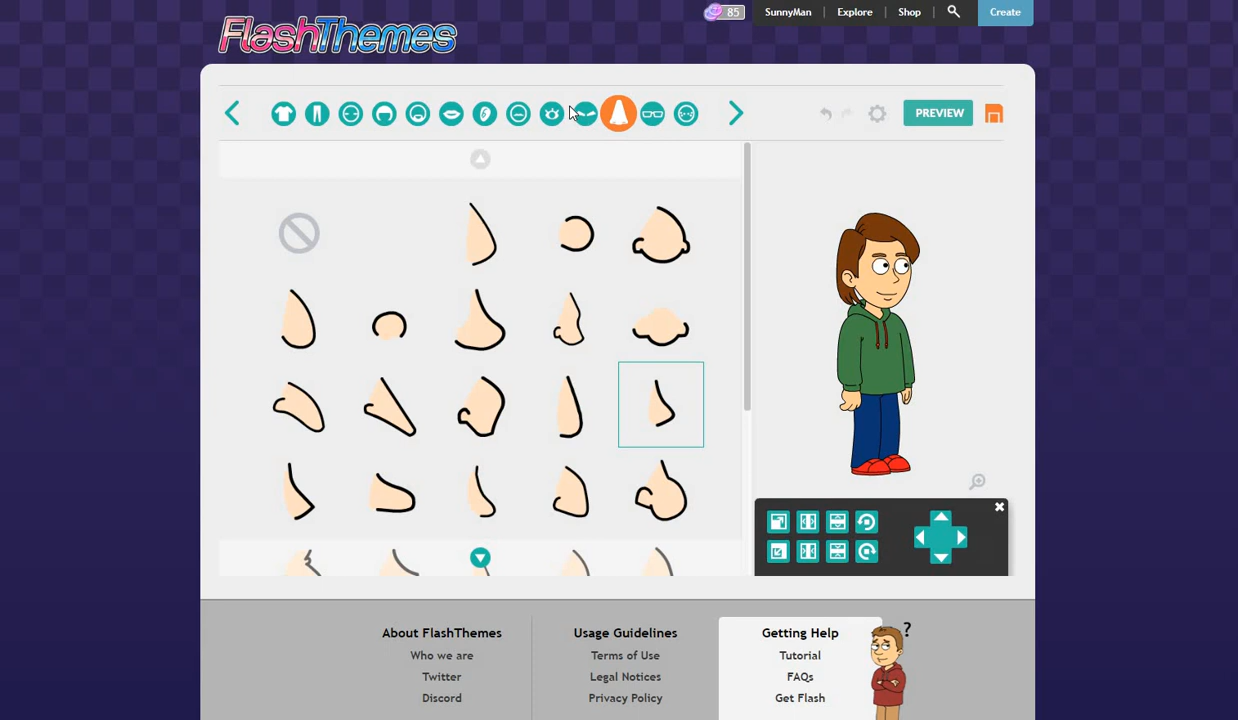 85
SunnyMan
Explore
Shop
Create
FlashThemes
PREVIEW
About FlashThemes
Who we are
Twitter
Discord
Usage Guidelines
Terms of Use
Legal Notices
Privacy Policy
Getting Help
Tutorial
FAQs
Get Flash
?